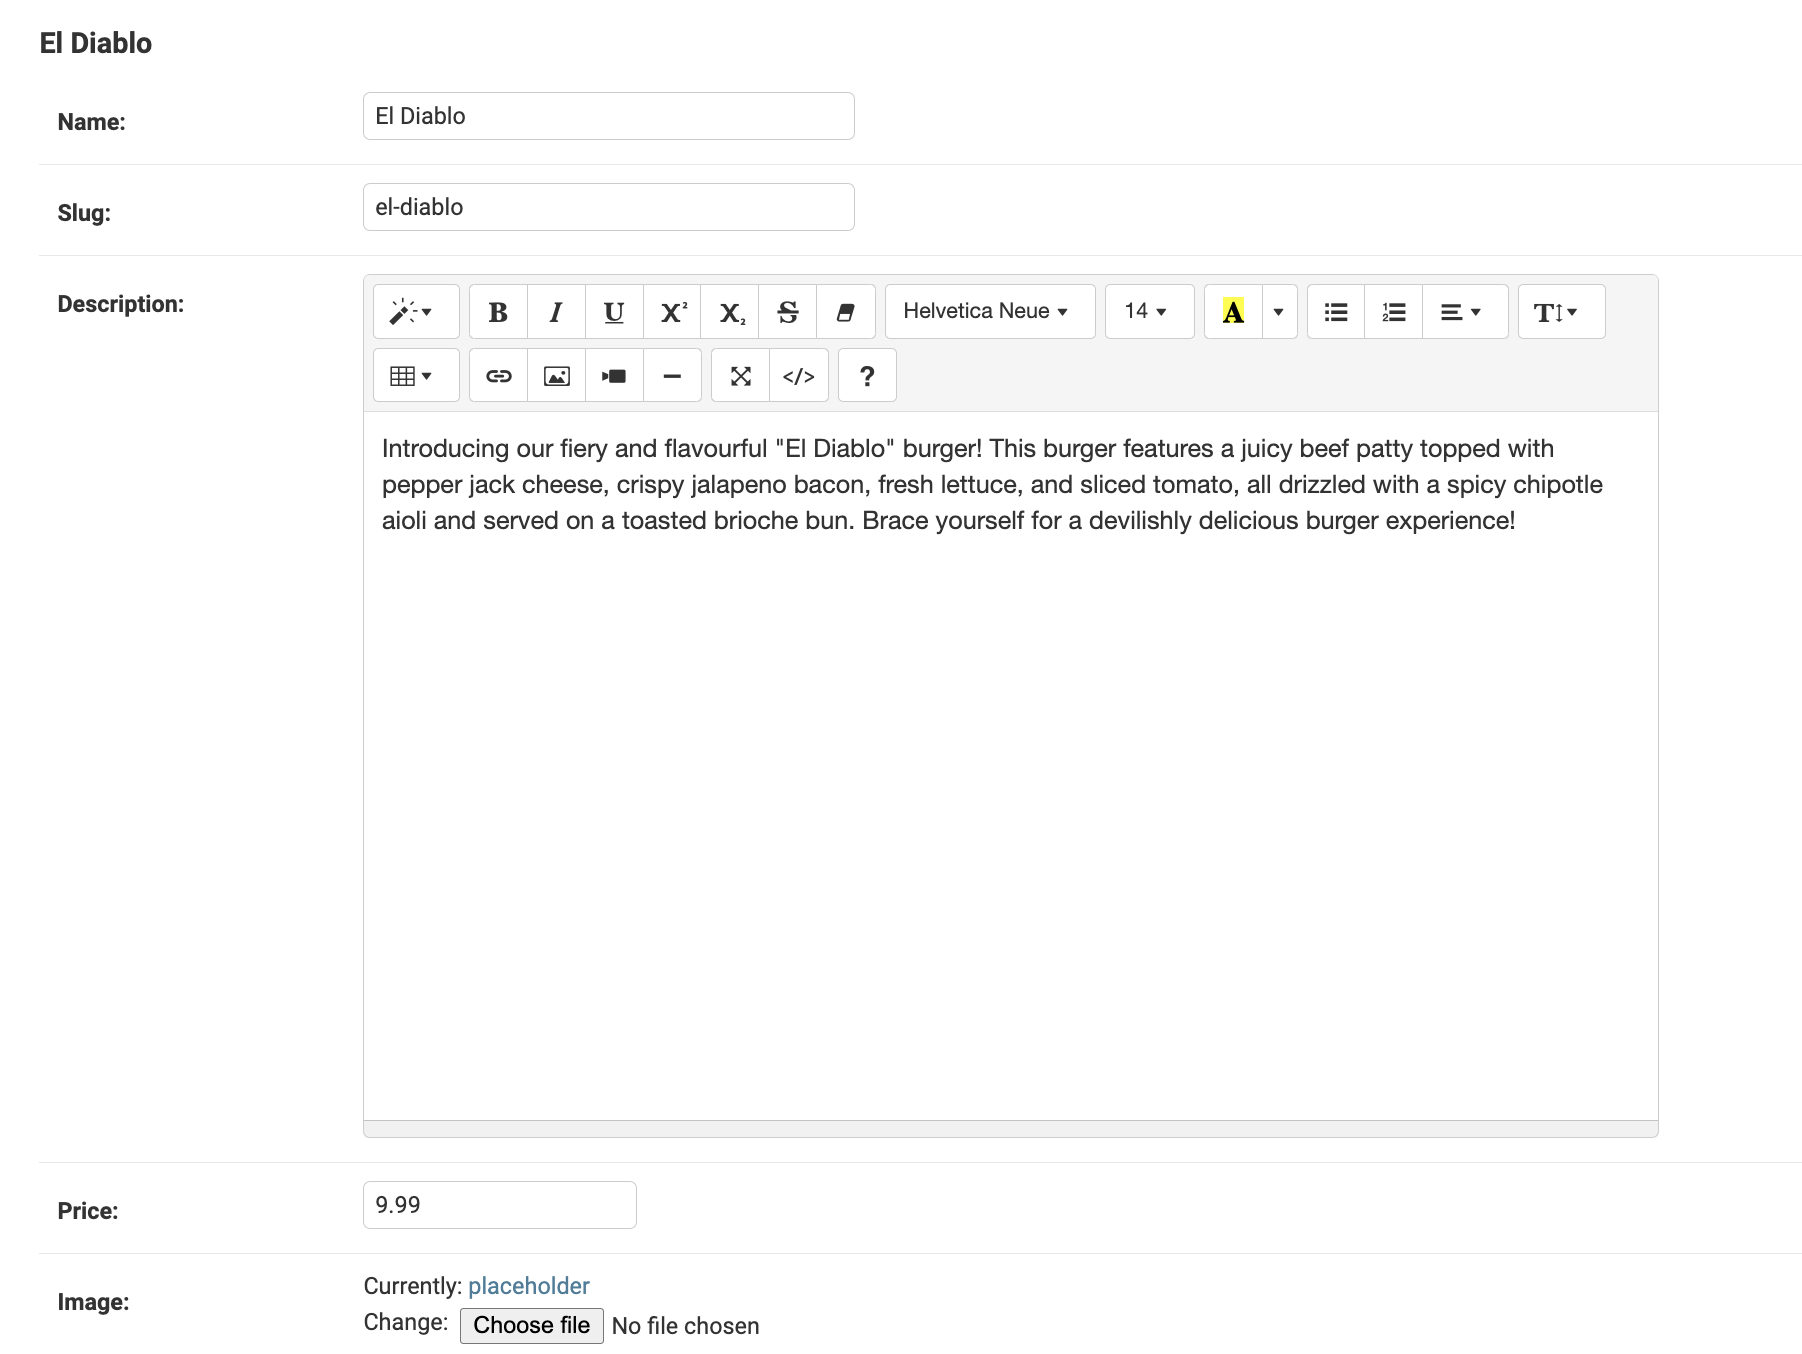 El Diablo
Name:
El Diablo
Slug:
el-diablo
Description:
B I U X² X₂ S Helvetica Neue 14 A T
</> ?
Introducing our fiery and flavourful "El Diablo" burger! This burger features a juicy beef patty topped with
pepper jack cheese, crispy jalapeno bacon, fresh lettuce, and sliced tomato, all drizzled with a spicy chipotle
aioli and served on a toasted brioche bun. Brace yourself for a devilishly delicious burger experience!
Price:
9.99
Image:
Currently: placeholder
Change: Choose file No file chosen